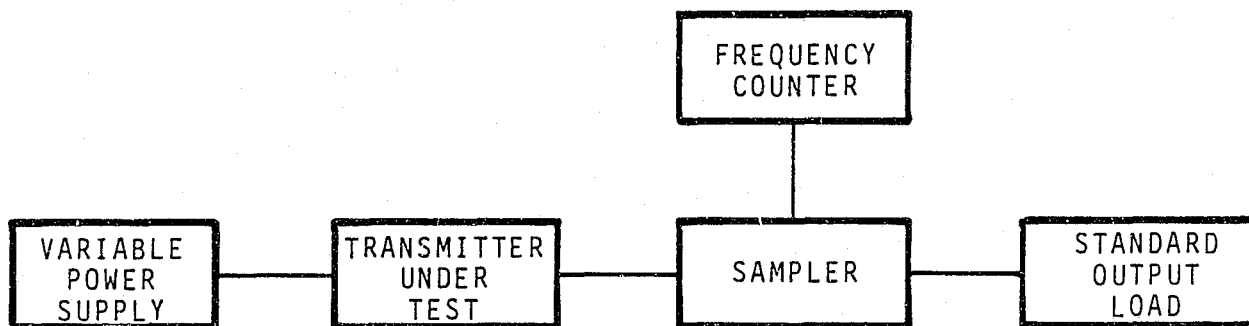 FREQUENCY
COUNTER
VARIABLE
POWER
SUPPLY
TRANSMITTER
UNDER
TEST
SAMPLER
STANDARD
OUTPUT
LOAD